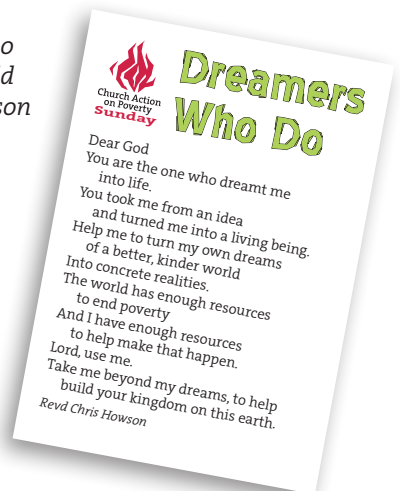 o
d
son
Church Action
on Poverty
Sunday
Dreamers
Who Do
Dear God
You are the one who dreamt me
into life.
You took me from an idea
and turned me into a living being.
Help me to turn my own dreams
of a better, kinder world
Into concrete realities.
The world has enough resources
to end poverty
And I have enough resources
to help make that happen.
Lord, use me.
Take me beyond my dreams, to help
build your kingdom on this earth.
Revd Chris Howson